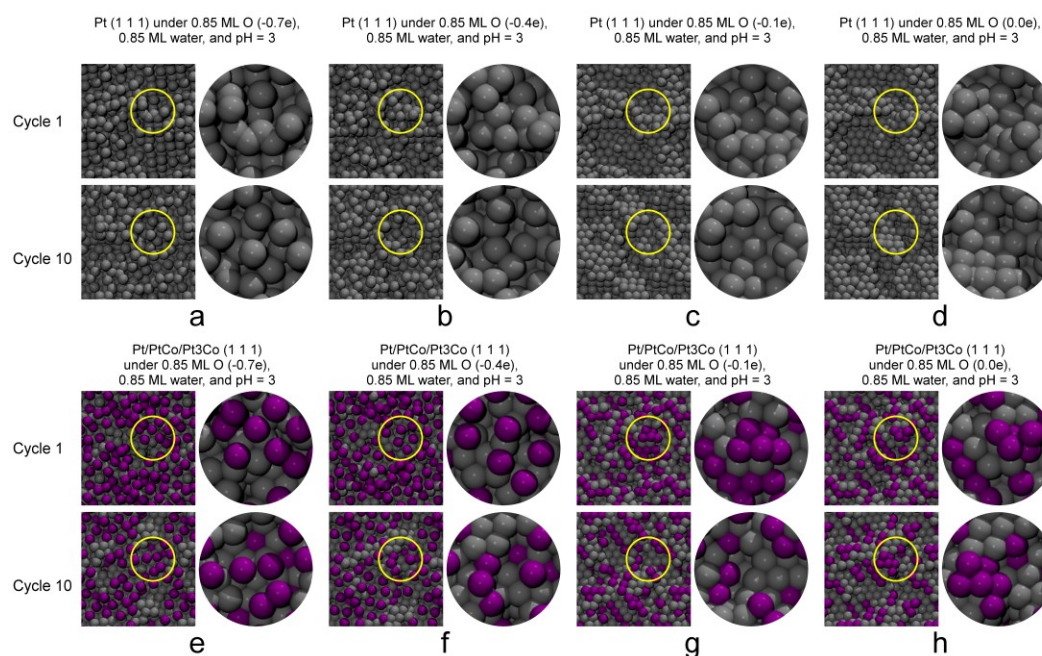 Pt (1 1 1) under 0.85 ML O (-0.7e),
0.85 ML water, and pH = 3
Pt (1 1 1) under 0.85 ML O (-0.4e),
0.85 ML water, and pH = 3
Pt (1 1 1) under 0.85 ML O (-0.1e),
0.85 ML water, and pH = 3
Pt (1 1 1) under 0.85 ML O (0.0e),
0.85 ML water, and pH = 3
Cycle 1
Cycle 10
a
b
c
d
Pt/PtCo/Pt3Co (1 1 1)
under 0.85 ML O (-0.7e),
0.85 ML water, and pH = 3
Pt/PtCo/Pt3Co (1 1 1)
under 0.85 ML O (-0.4e),
0.85 ML water, and pH = 3
Pt/PtCo/Pt3Co (1 1 1)
under 0.85 ML O (-0.1e),
0.85 ML water, and pH = 3
Pt/PtCo/Pt3Co (1 1 1)
under 0.85 ML O (0.0e),
0.85 ML water, and pH = 3
Cycle 1
Cycle 10
e
f
g
h